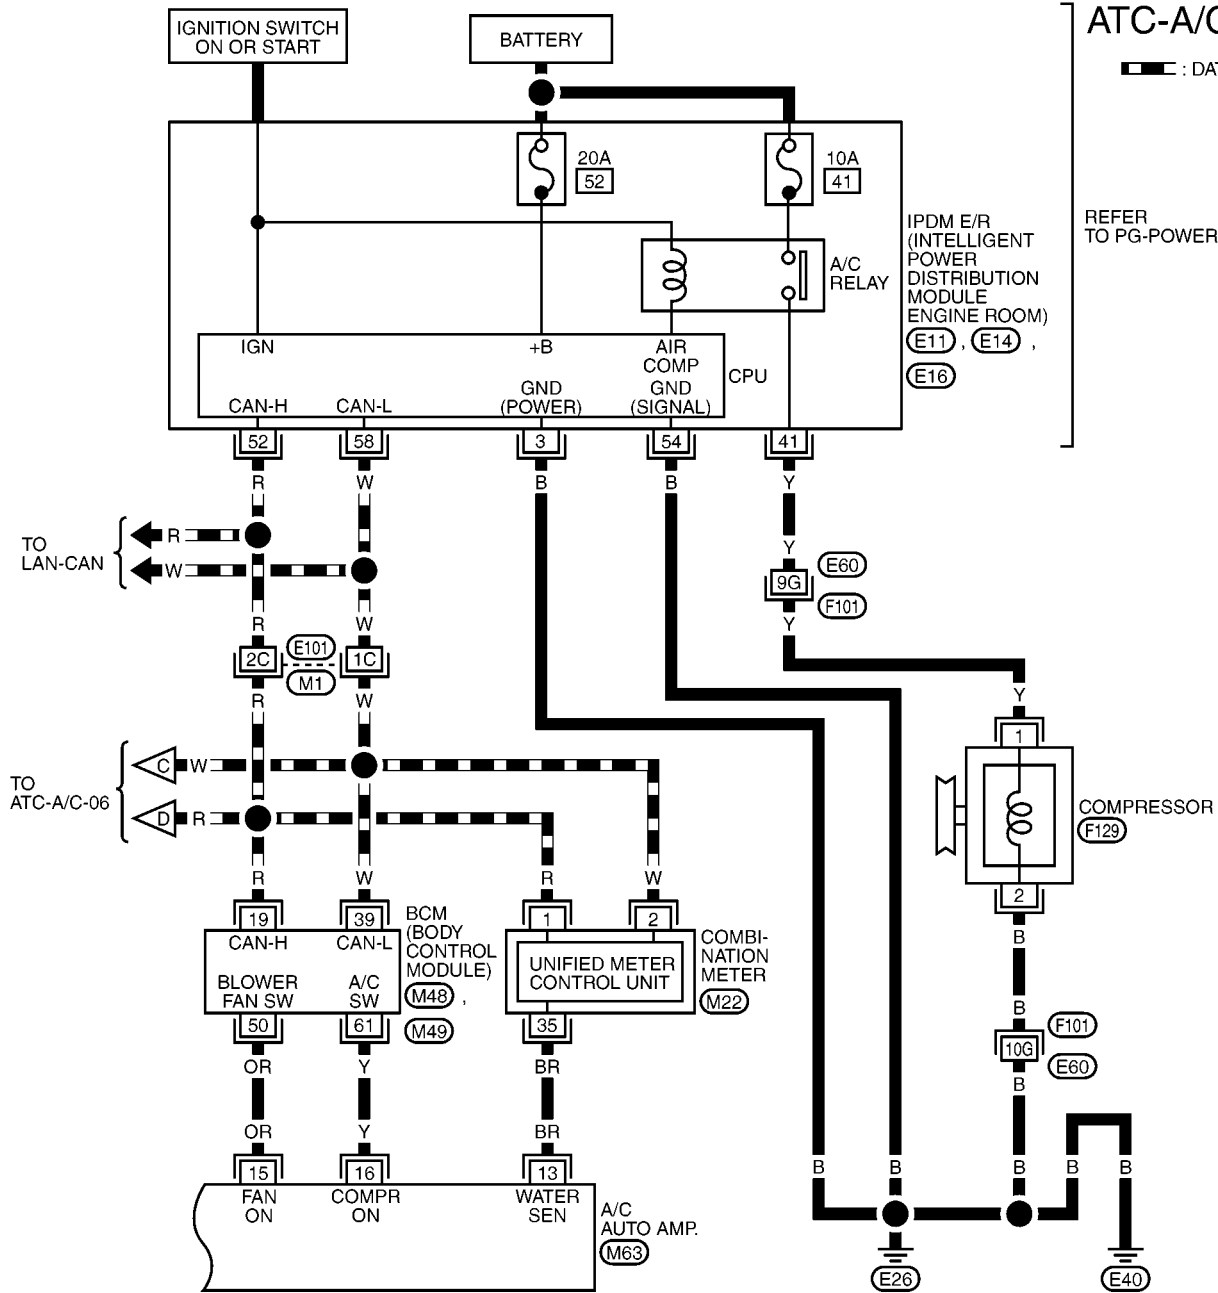 IGNITION SWITCH
ON OR START
BATTERY
ATC-A/C
: DAT
20A
52
10A
41
REFER
TO PG-POWER
IPDM E/R
(INTELLIGENT
POWER
DISTRIBUTION
MODULE
ENGINE ROOM)
E11 , E14 ,
E16
A/C
RELAY
IGN
+B
AIR
COMP
CPU
CAN-H
CAN-L
GND
(POWER)
GND
(SIGNAL)
52
58
3
54
41
R
W
B
B
Y
TO
LAN-CAN
R
W
Y
9G
E60
F101
Y
R
W
2C
E101
M1
1C
R
W
Y
1
TO
ATC-A/C-06
C
W
D
R
COMPRESSOR
F129
2
R
W
R
W
19
39
1
2
BCM
(BODY
CONTROL
MODULE)
M48 ,
M49
CAN-H
CAN-L
BLOWER
FAN SW
A/C
SW
UNIFIED METER
CONTROL UNIT
COMBI-
NATION
METER
M22
50
61
35
B
B
10G
F101
E60
B
OR
Y
BR
OR
Y
BR
15
16
13
FAN
ON
COMPR
ON
WATER
SEN
A/C
AUTO AMP.
M63
B
B
B
B
B
E26
E40